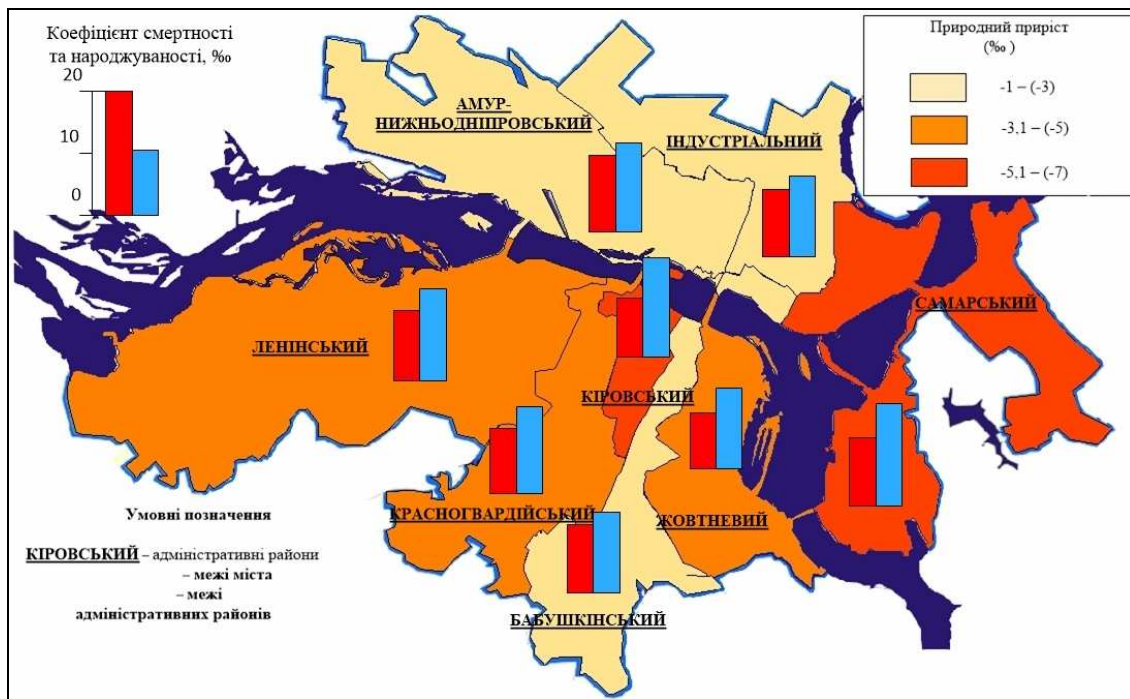 Коефіцієнт смертності
та народжуваності, ‰
20
10
0
Природний приріст
(‰ )
-1 – (-3)
-3.1 – (-5)
-5.1 – (-7)
АМУР-
НИЖНЬОДНІПРОВСЬКИЙ
ІНДУСТРІАЛЬНИЙ
САМАРСЬКИЙ
ЛЕНІНСЬКИЙ
КІРОВСЬКИЙ
КРАСНОГВАРДІЙСЬКИЙ
ЖОВТНЕВИЙ
БАБУШКІНСЬКИЙ
Умовні позначення
КІРОВСЬКИЙ – адміністративні райони
– межі міста
– межі
адміністративних районів